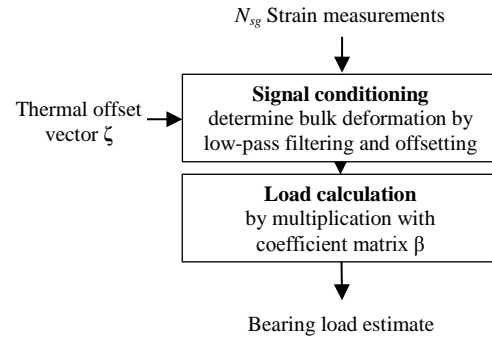 N_sg Strain measurements
Thermal offset
vector ζ
Signal conditioning
determine bulk deformation by
low-pass filtering and offsetting
Load calculation
by multiplication with
coefficient matrix β
Bearing load estimate